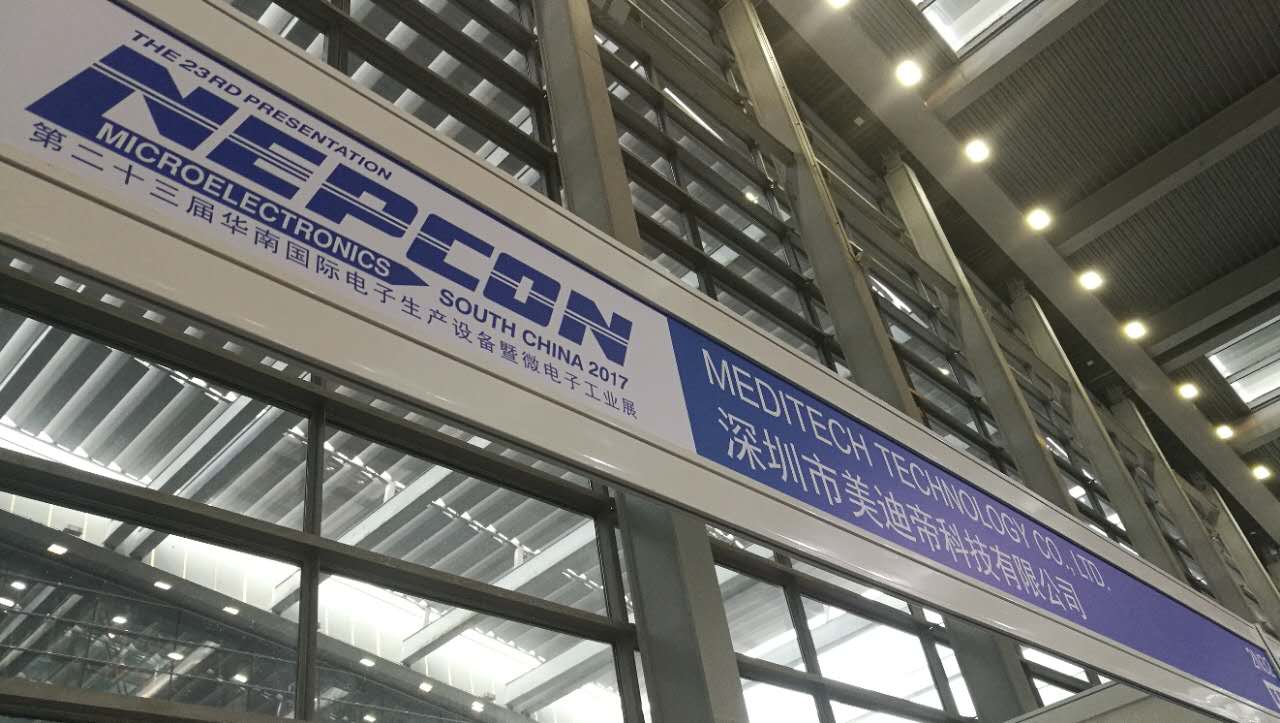 THE 23RD PRESENTATION
NEPCON
MICROELECTRONICS
SOUTH CHINA 2017
第二十三届华南国际电子生产设备暨微电子工业展
MEDITECH TECHNOLOGY CO., LTD.
深圳市美迪帝科技有限公司